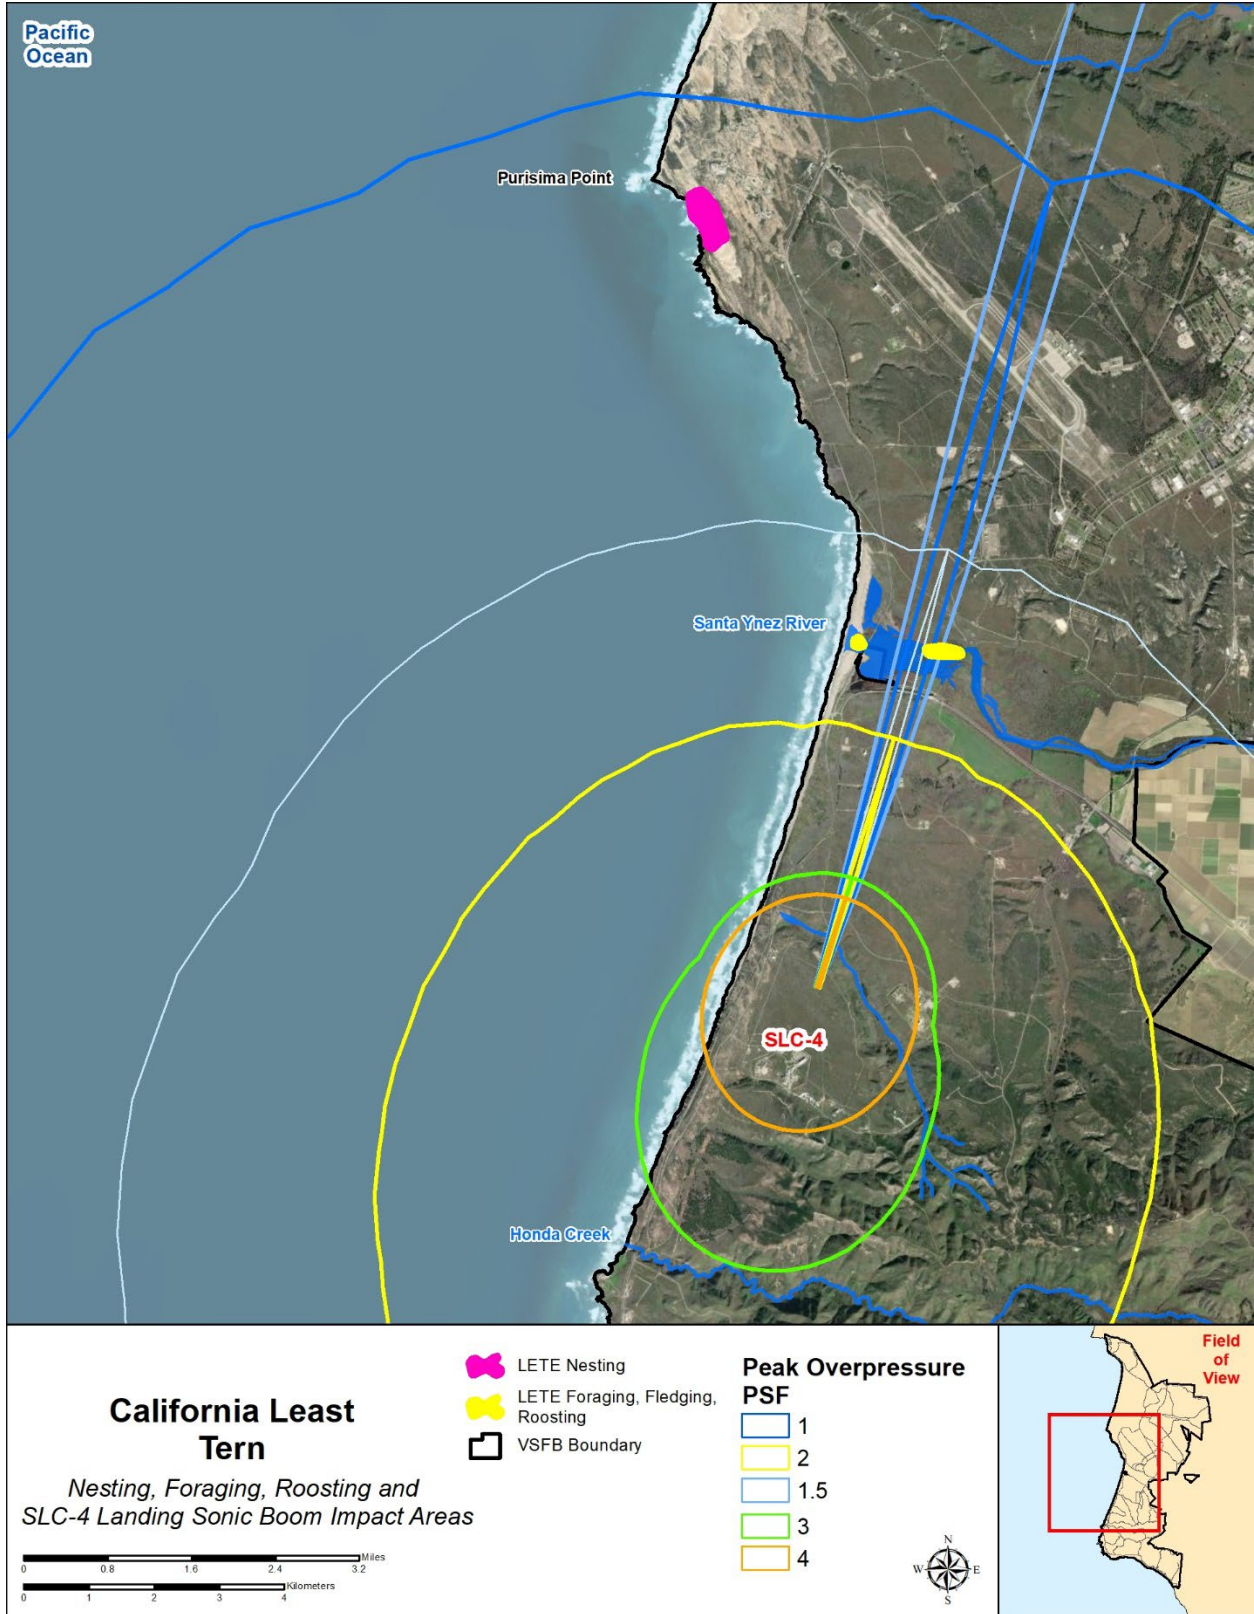 Pacific
Ocean
Purisima Point
Santa Ynez River
SLC-4
Honda Creek
California Least
Tern
Nesting, Foraging, Roosting and
SLC-4 Landing Sonic Boom Impact Areas
0 0.8 1.6 2.4 3.2 Miles
0 1 2 3 4 Kilometers
LETE Nesting
LETE Foraging, Fledging,
Roosting
VSFB Boundary
Peak Overpressure
PSF
1
2
1.5
3
4
N
W E
S
Field
of
View